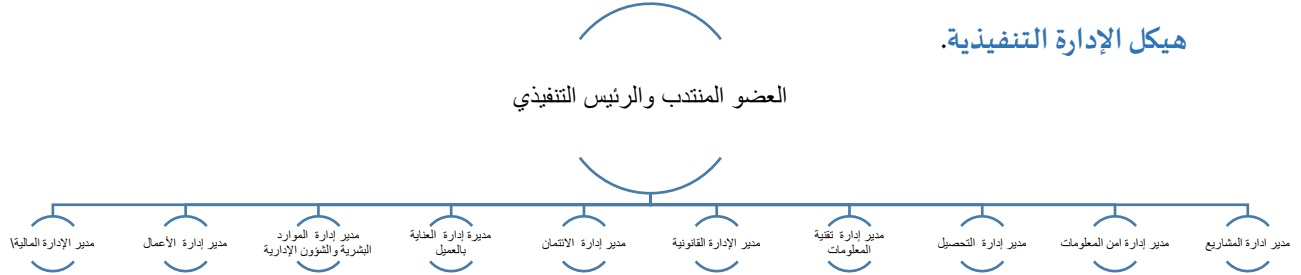 هيكل الإدارة التنفيذية.
العضو المنتدب والرئيس التنفيذي
مدير ادارة المشاريع
مدير إدارة امن المعلومات
مدير إدارة التحصيل
مدير إدارة تقنية
المعلومات
مدير الإدارة القانونية
مدير إدارة الائتمان
مديرة إدارة العناية
بالعميل
مدير إدارة الموارد
البشرية والشؤون الإدارية
مدير إدارة الأعمال
مدير الإدارة المالية\